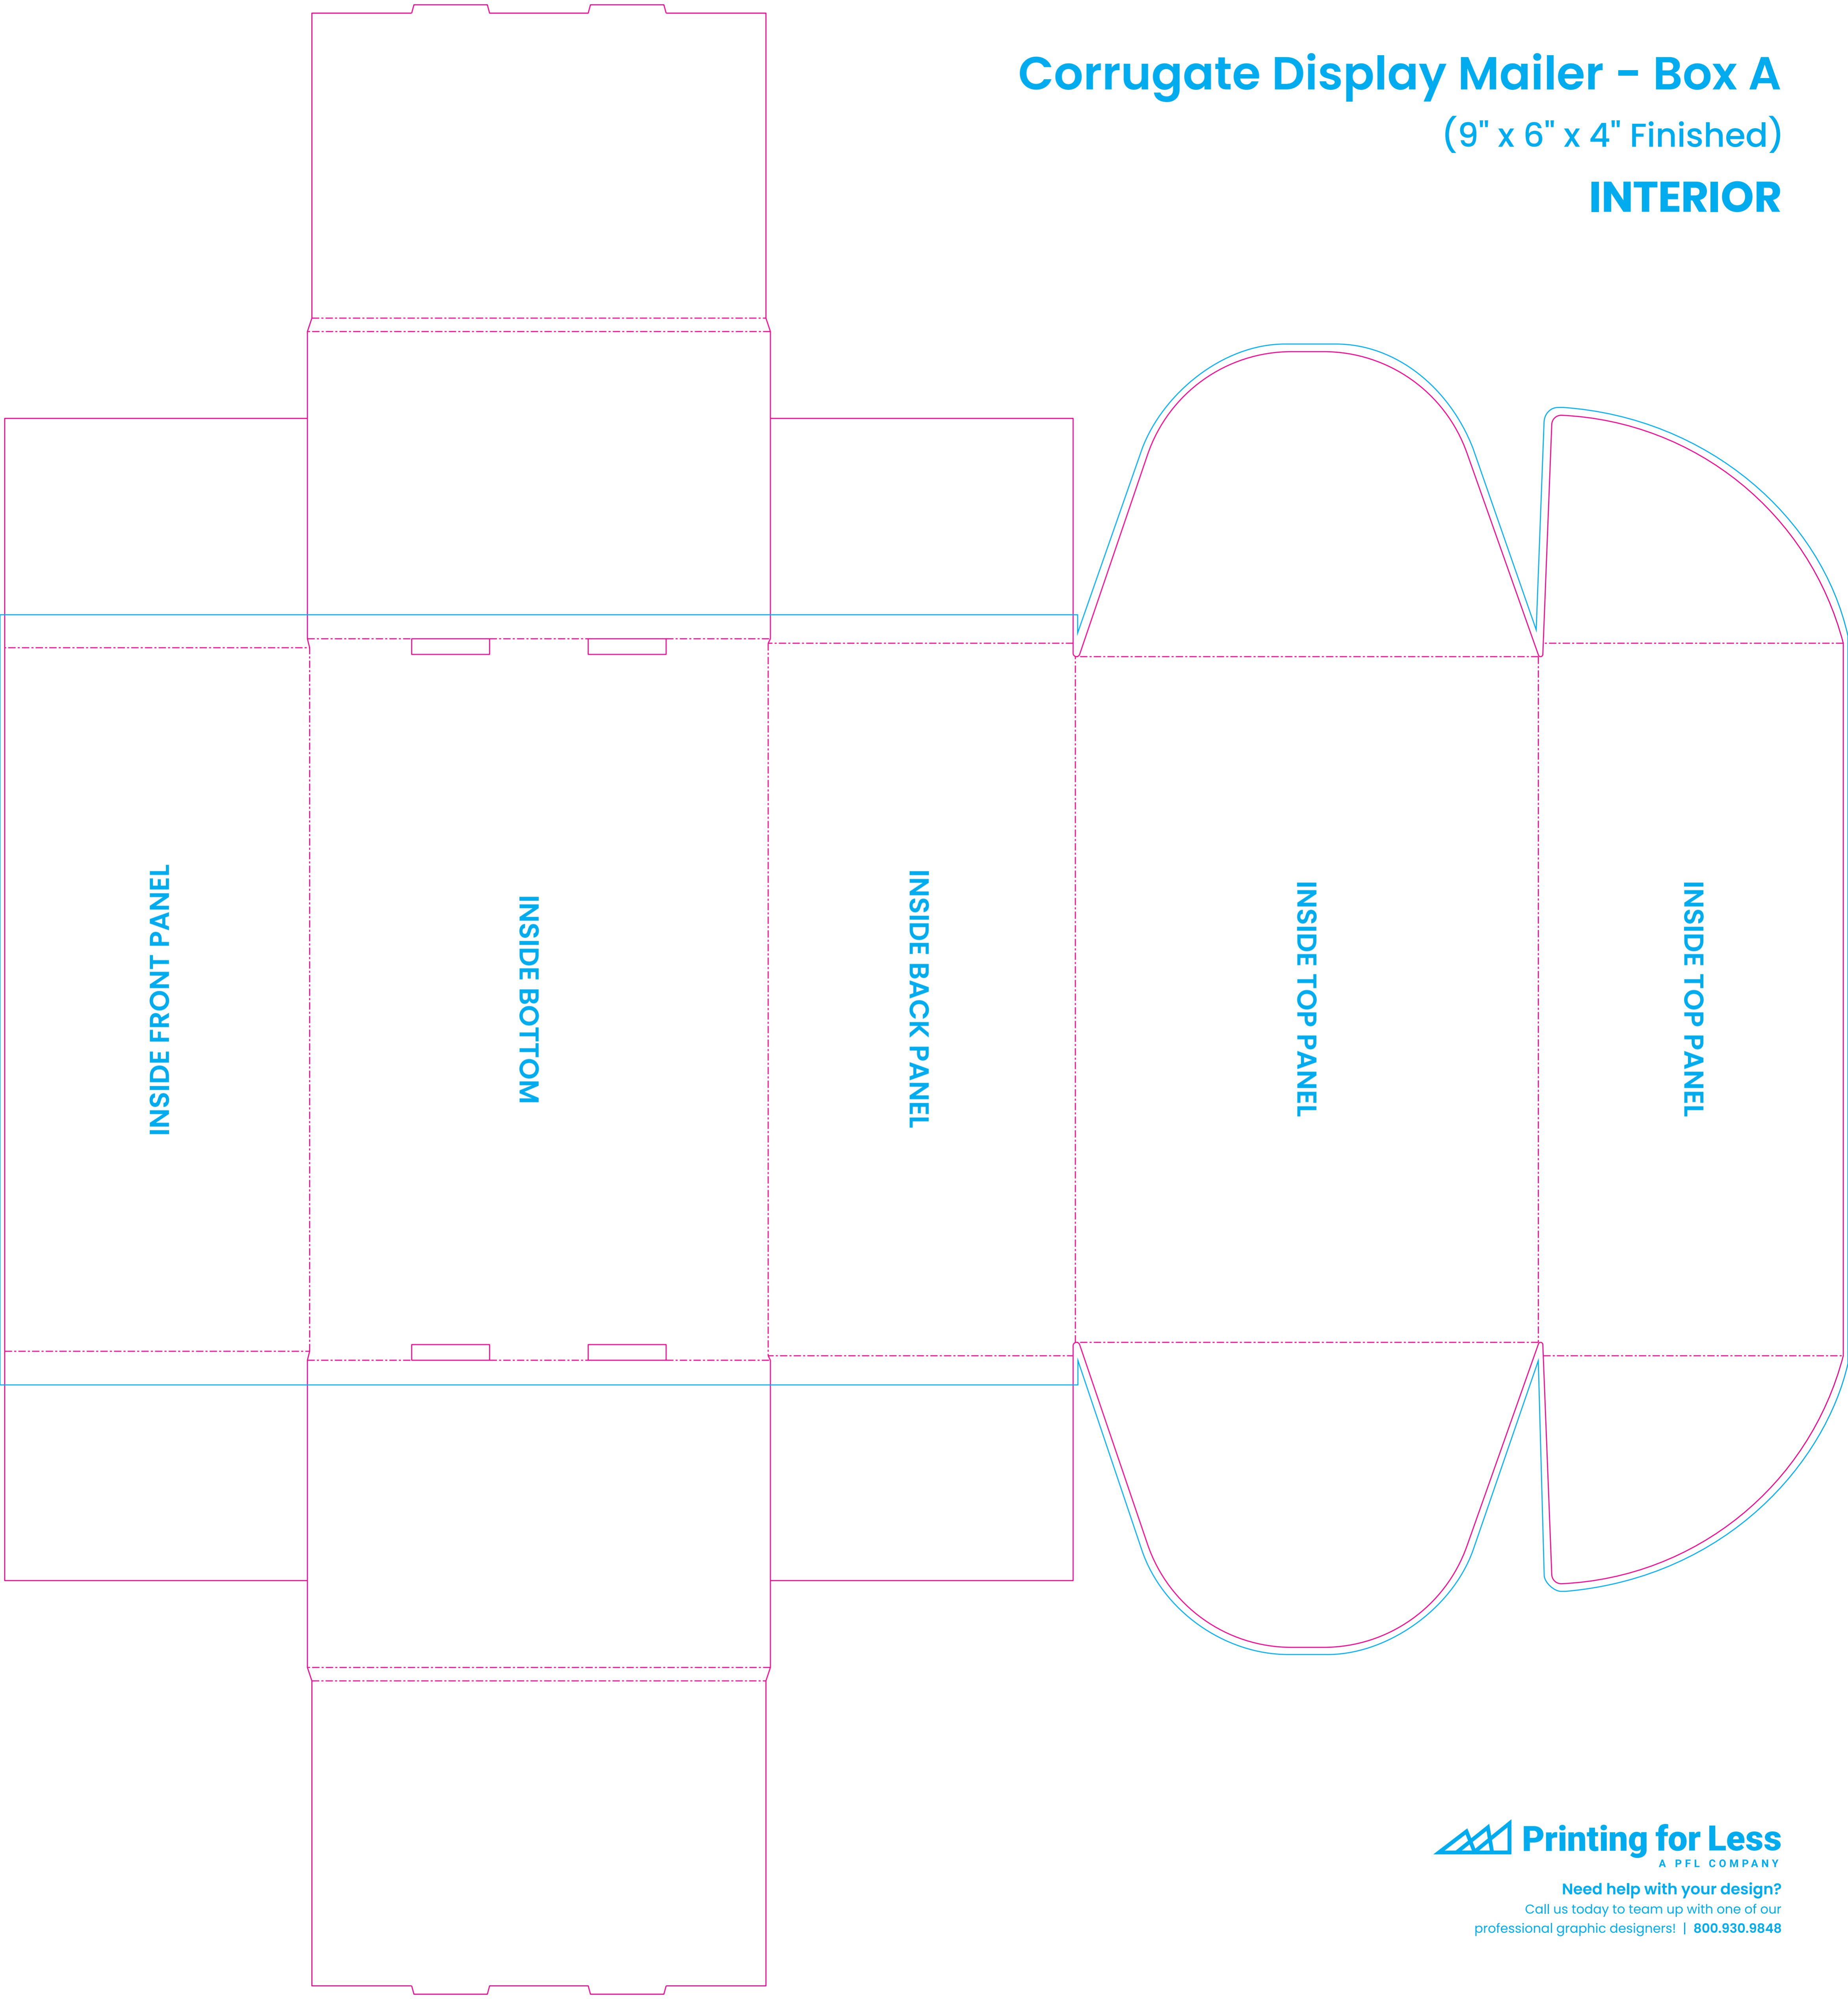 Corrugate Display Mailer - Box A
(9" x 6" x 4" Finished)
INTERIOR
INSIDE FRONT PANEL
INSIDE BOTTOM
INSIDE BACK PANEL
INSIDE TOP PANEL
INSIDE TOP PANEL
Printing for Less
A PFL COMPANY
Need help with your design?
Call us today to team up with one of our
professional graphic designers! | 800.930.9848